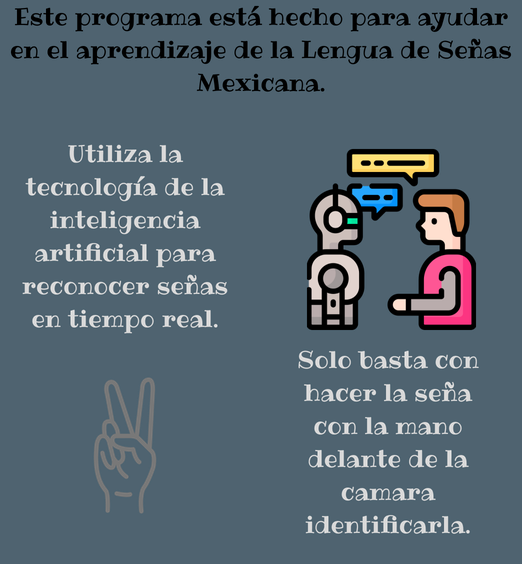 Este programa está hecho para ayudar
en el aprendizaje de la Lengua de Señas
Mexicana.
Utiliza la
tecnología de la
inteligencia
artificial para
reconocer señas
en tiempo real.
Solo basta con
hacer la seña
con la mano
delante de la
camara
identificarla.